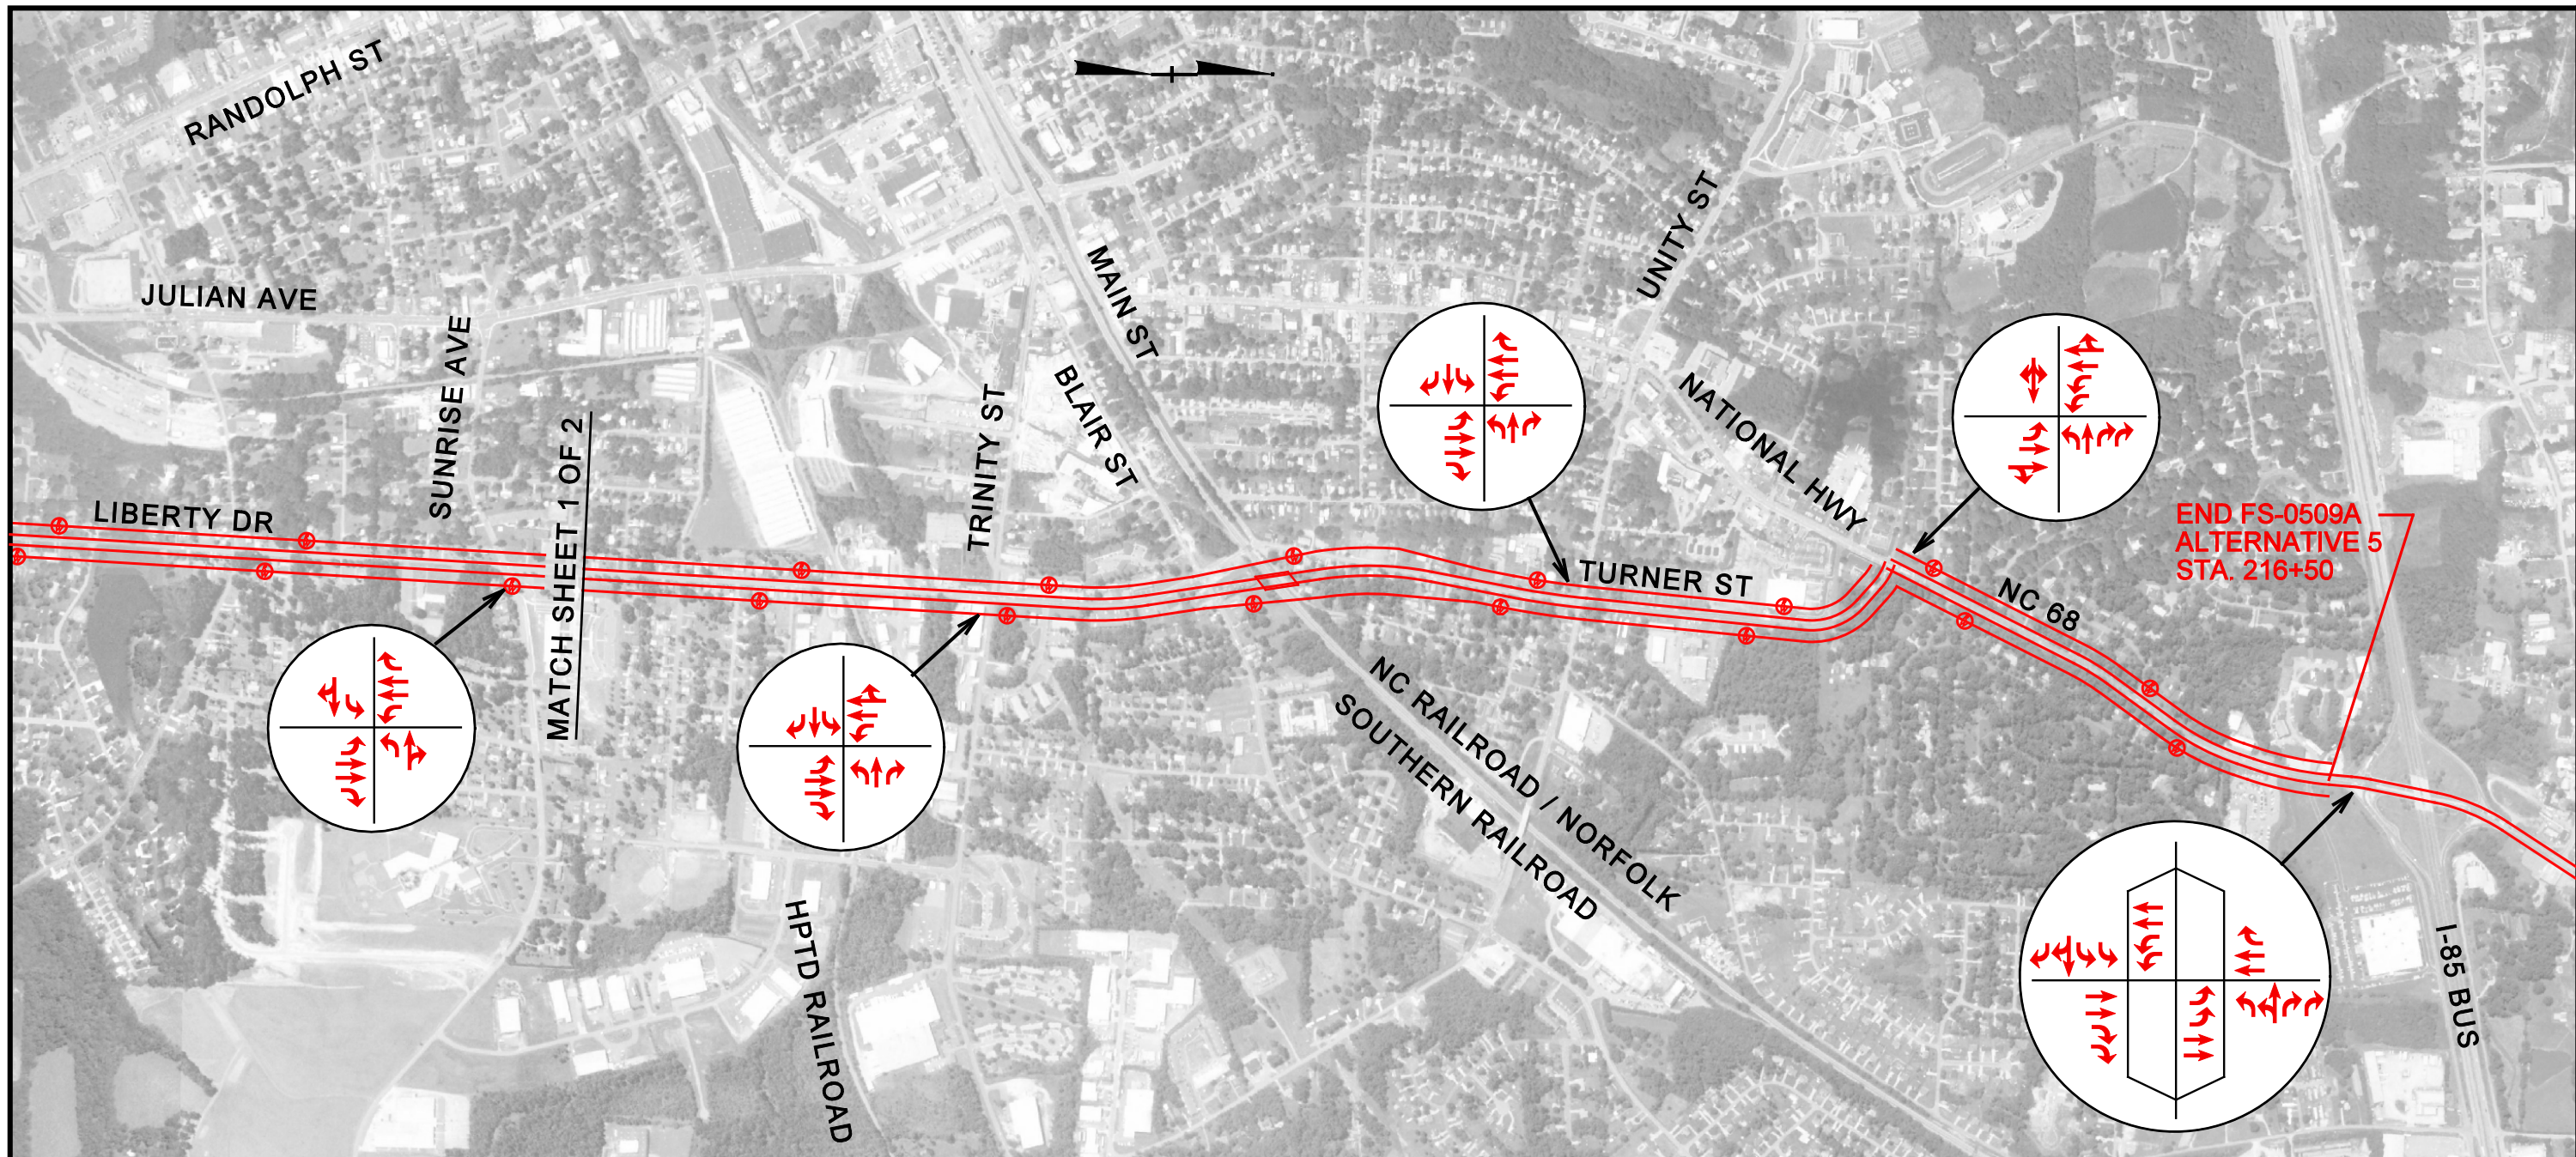 RANDOLPH ST
JULIAN AVE
SUNRISE AVE
LIBERTY DR
MATCH SHEET 1 OF 2
TRINITY ST
BLAIR ST
MAIN ST
UNITY ST
NATIONAL HWY
TURNER ST
NC 68
END FS-0509A
ALTERNATIVE 5
STA. 216+50
NC RAILROAD / NORFOLK
SOUTHERN RAILROAD
HPTD RAILROAD
I-85 BUS